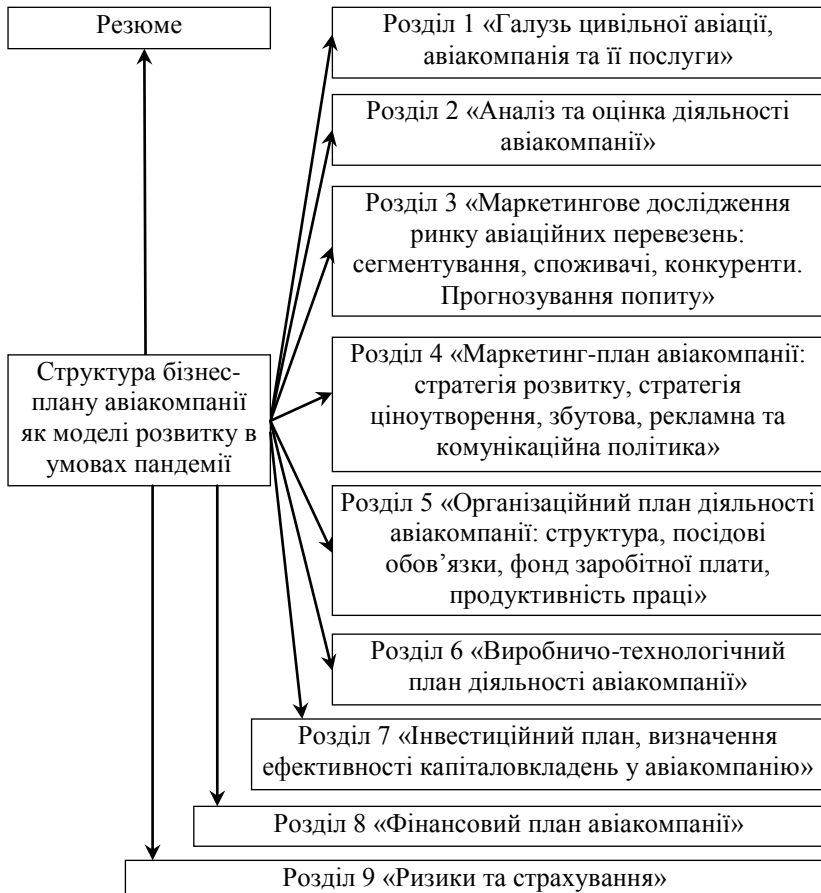 Резюме
Розділ 1 «Галузь цивільної авіації,
авіакомпанія та її послуги»
Розділ 2 «Аналіз та оцінка діяльності
авіакомпанії»
Розділ 3 «Маркетингове дослідження
ринку авіаційних перевезень:
сегментування, споживачі, конкуренти.
Прогнозування попиту»
Структура бізнес-
плану авіакомпанії
як моделі розвитку в
умовах пандемії
Розділ 4 «Маркетинг-план авіакомпанії:
стратегія розвитку, стратегія
ціноутворення, збутова, рекламна та
комунікаційна політика»
Розділ 5 «Організаційний план діяльності
авіакомпанії: структура, посідові
обов’язки, фонд заробітної плати,
продуктивність праці»
Розділ 6 «Виробничо-технологічний
план діяльності авіакомпанії»
Розділ 7 «Інвестиційний план, визначення
ефективності капіталовкладень у авіакомпанію»
Розділ 8 «Фінансовий план авіакомпанії»
Розділ 9 «Ризики та страхування»